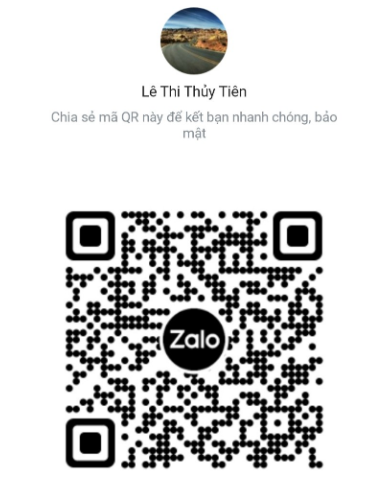 Lê Thi Thủy Tiên
Chia sẻ mã QR này để kết bạn nhanh chóng, bảo
mật
Zalo